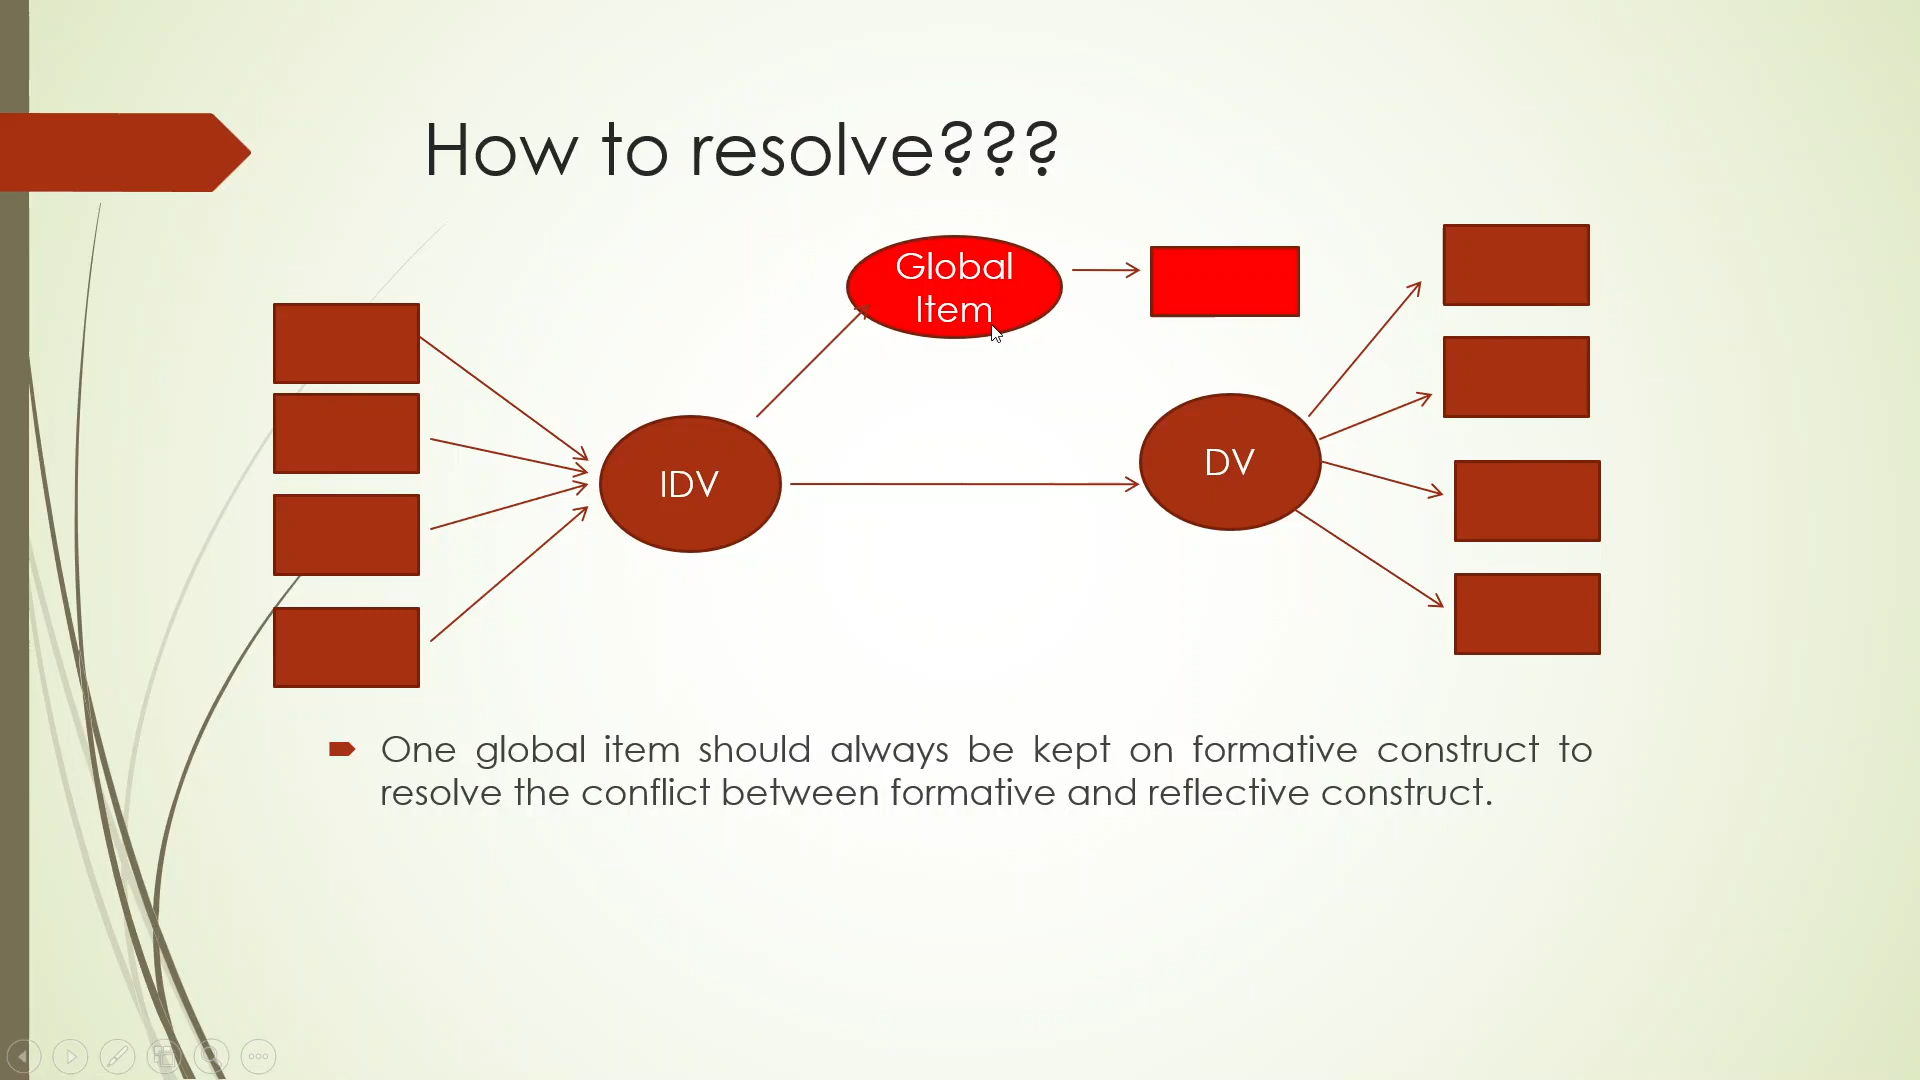 How to resolve???
Global
Item
IDV
DV
One global item should always be kept on formative construct to
resolve the conflict between formative and reflective construct.